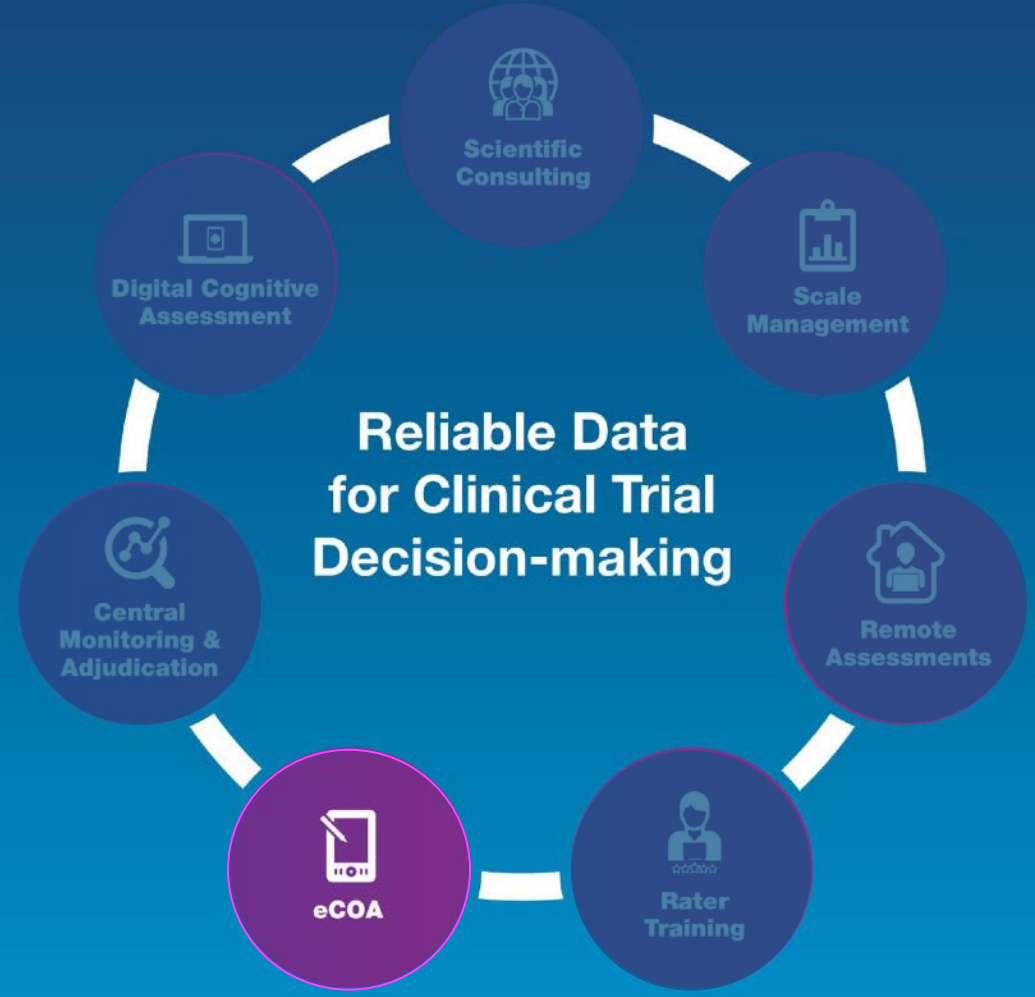 Scientific
Consulting
Scale
Management
Digital Cognitive
Assessment
Reliable Data
for Clinical Trial
Decision-making
Central
Monitoring &
Adjudication
Remote
Assessments
eCOA
Rater
Training